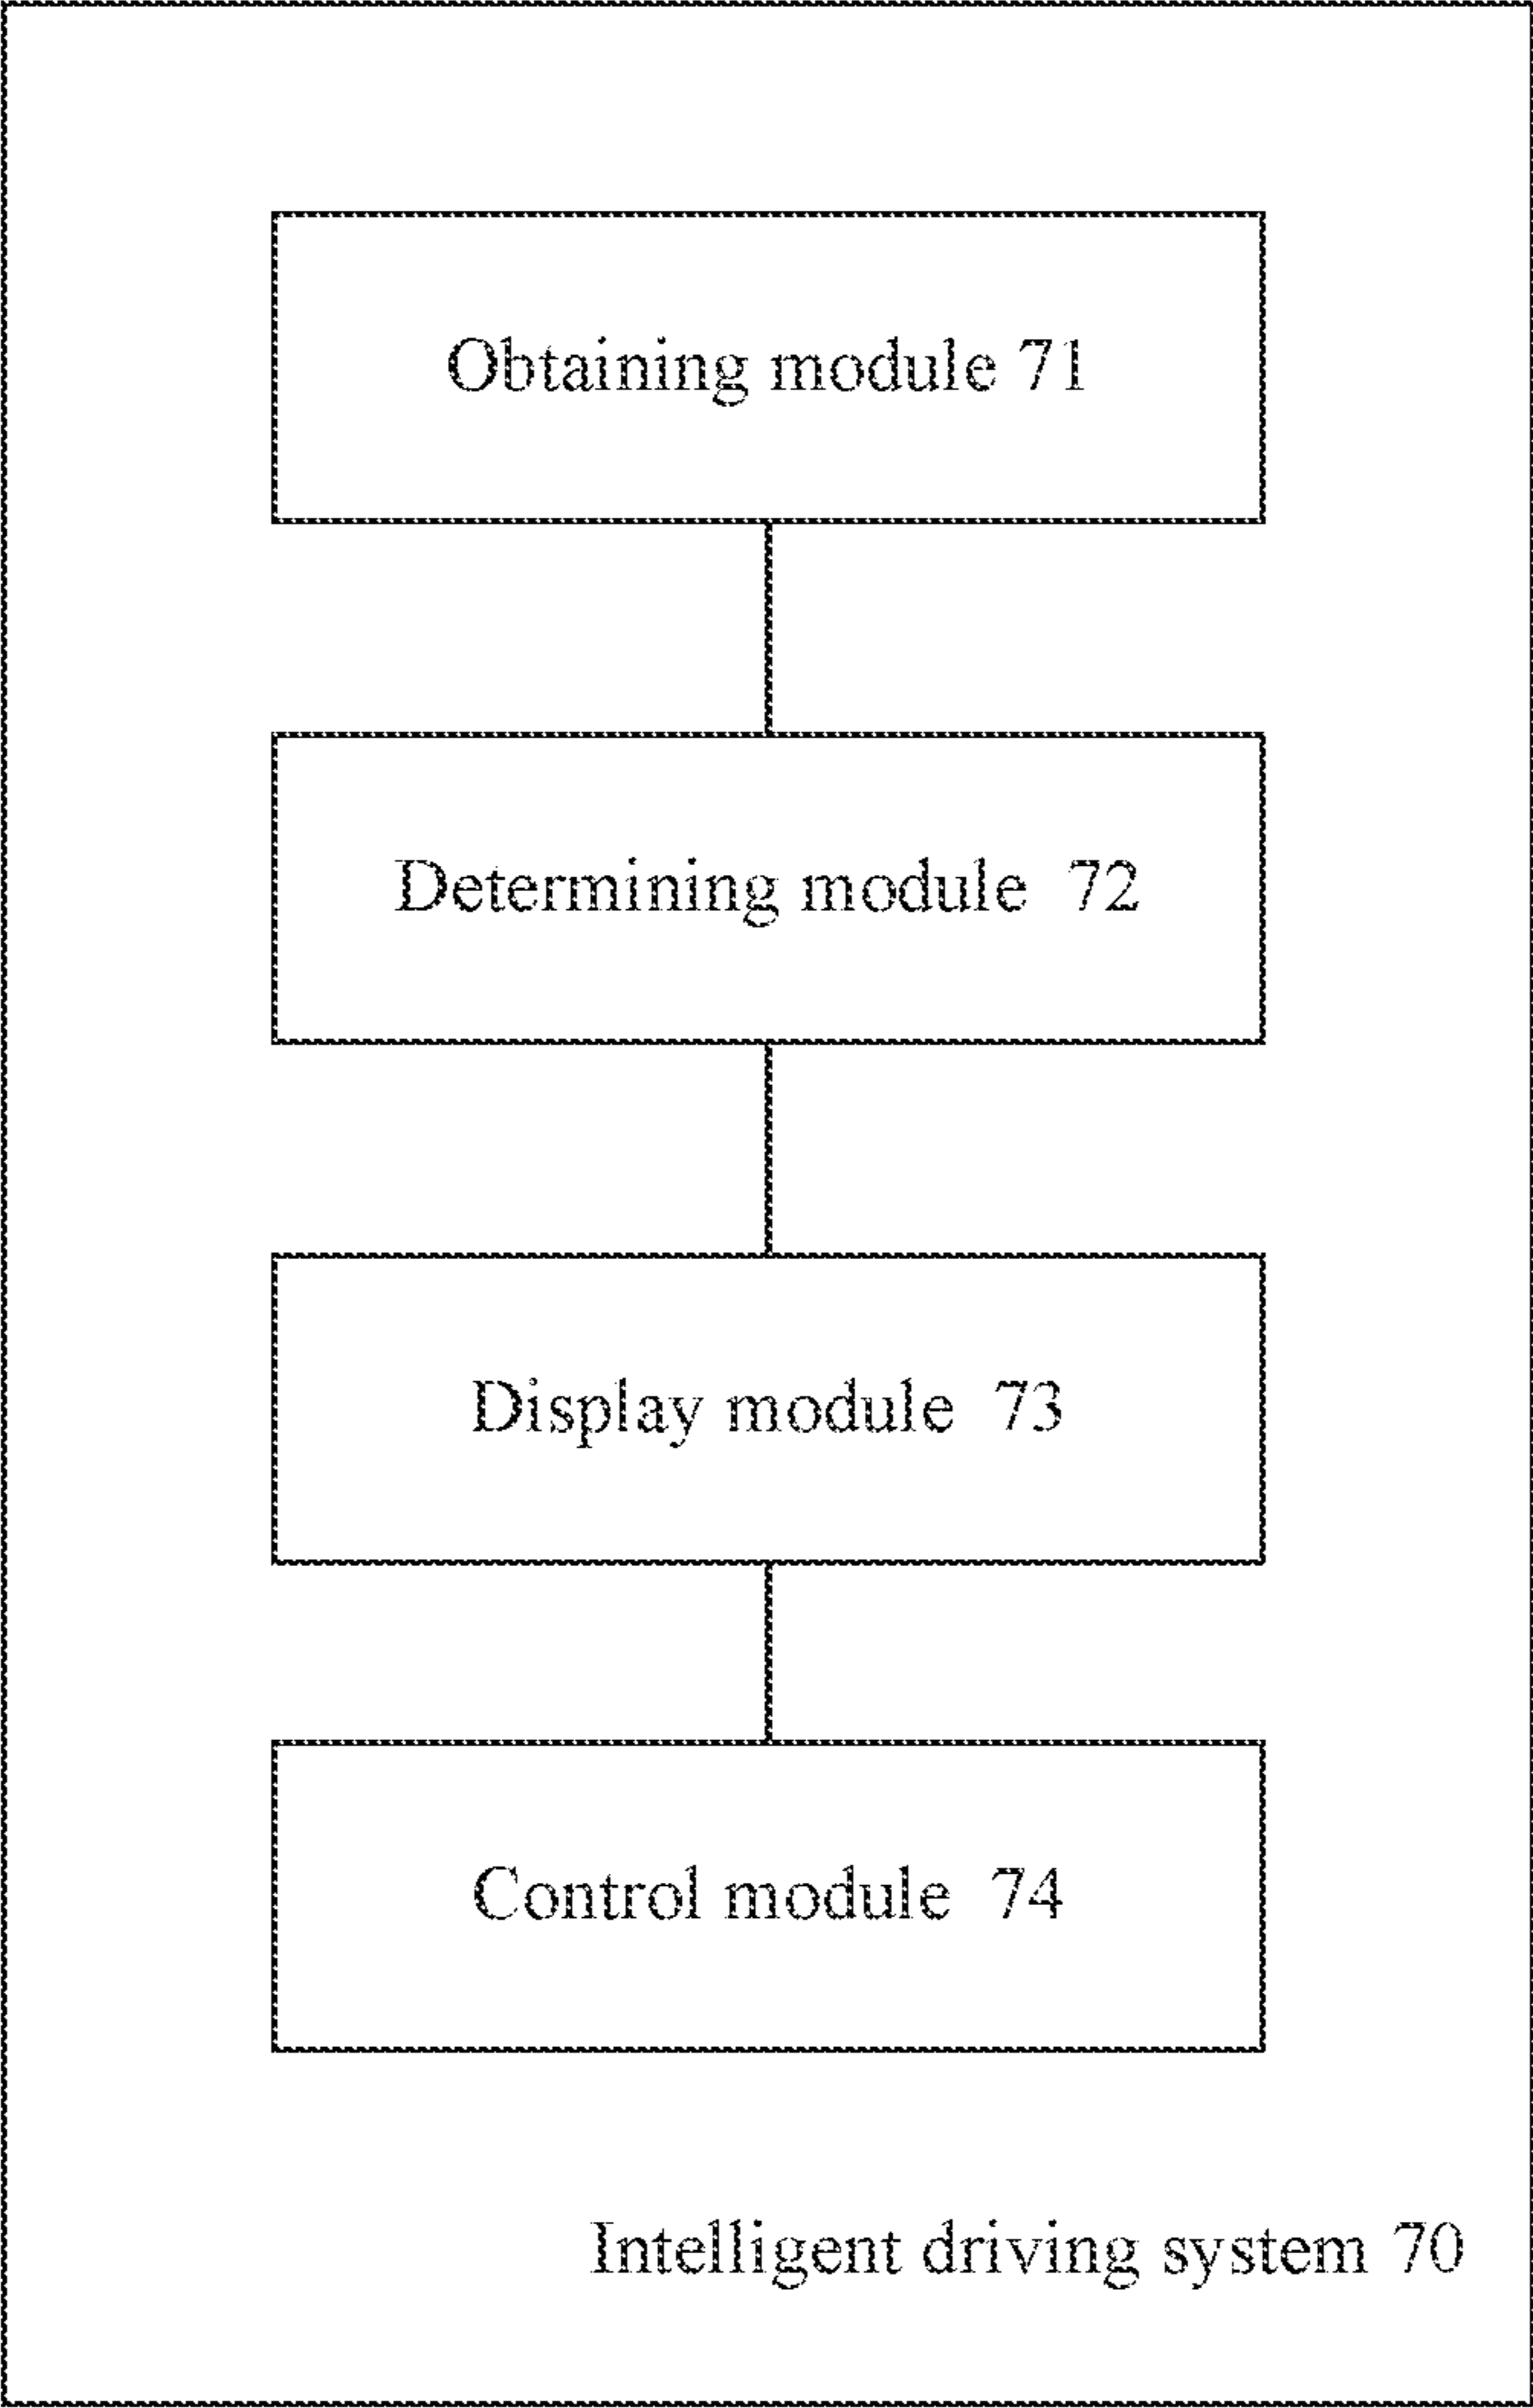 Obtaining module 71
Determining module 72
Display module 73
Control module 74
Intelligent driving system 70